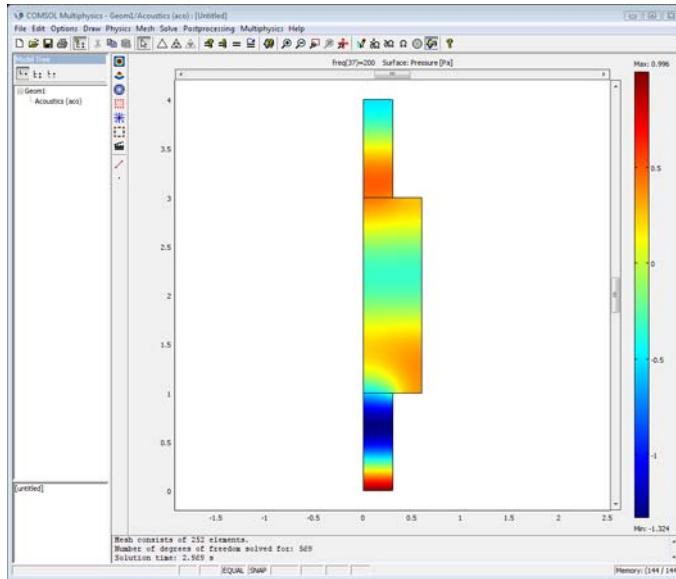 COMSOL Multiphysics - Geom1/Acoustics (aco) : [Untitled]
File Edit Options Draw Physics Mesh Solve Postprocessing Multiphysics Help
Model Tree
Geom1
Acoustics (aco)
[untitled]
freq(37)=200 Surface: Pressure [Pa]
Max: 0.996
4
3.5
3
2.5
2
1.5
1
0.5
0
-1.5 -1 -0.5 0 0.5 1 1.5 2 2.5
0.5
0
-0.5
-1
Min: -1.324
Mesh consists of 252 elements.
Number of degrees of freedom solved for: 569
Solution time: 2.569 s
EQUAL SNAP
Memory: (144 / 144